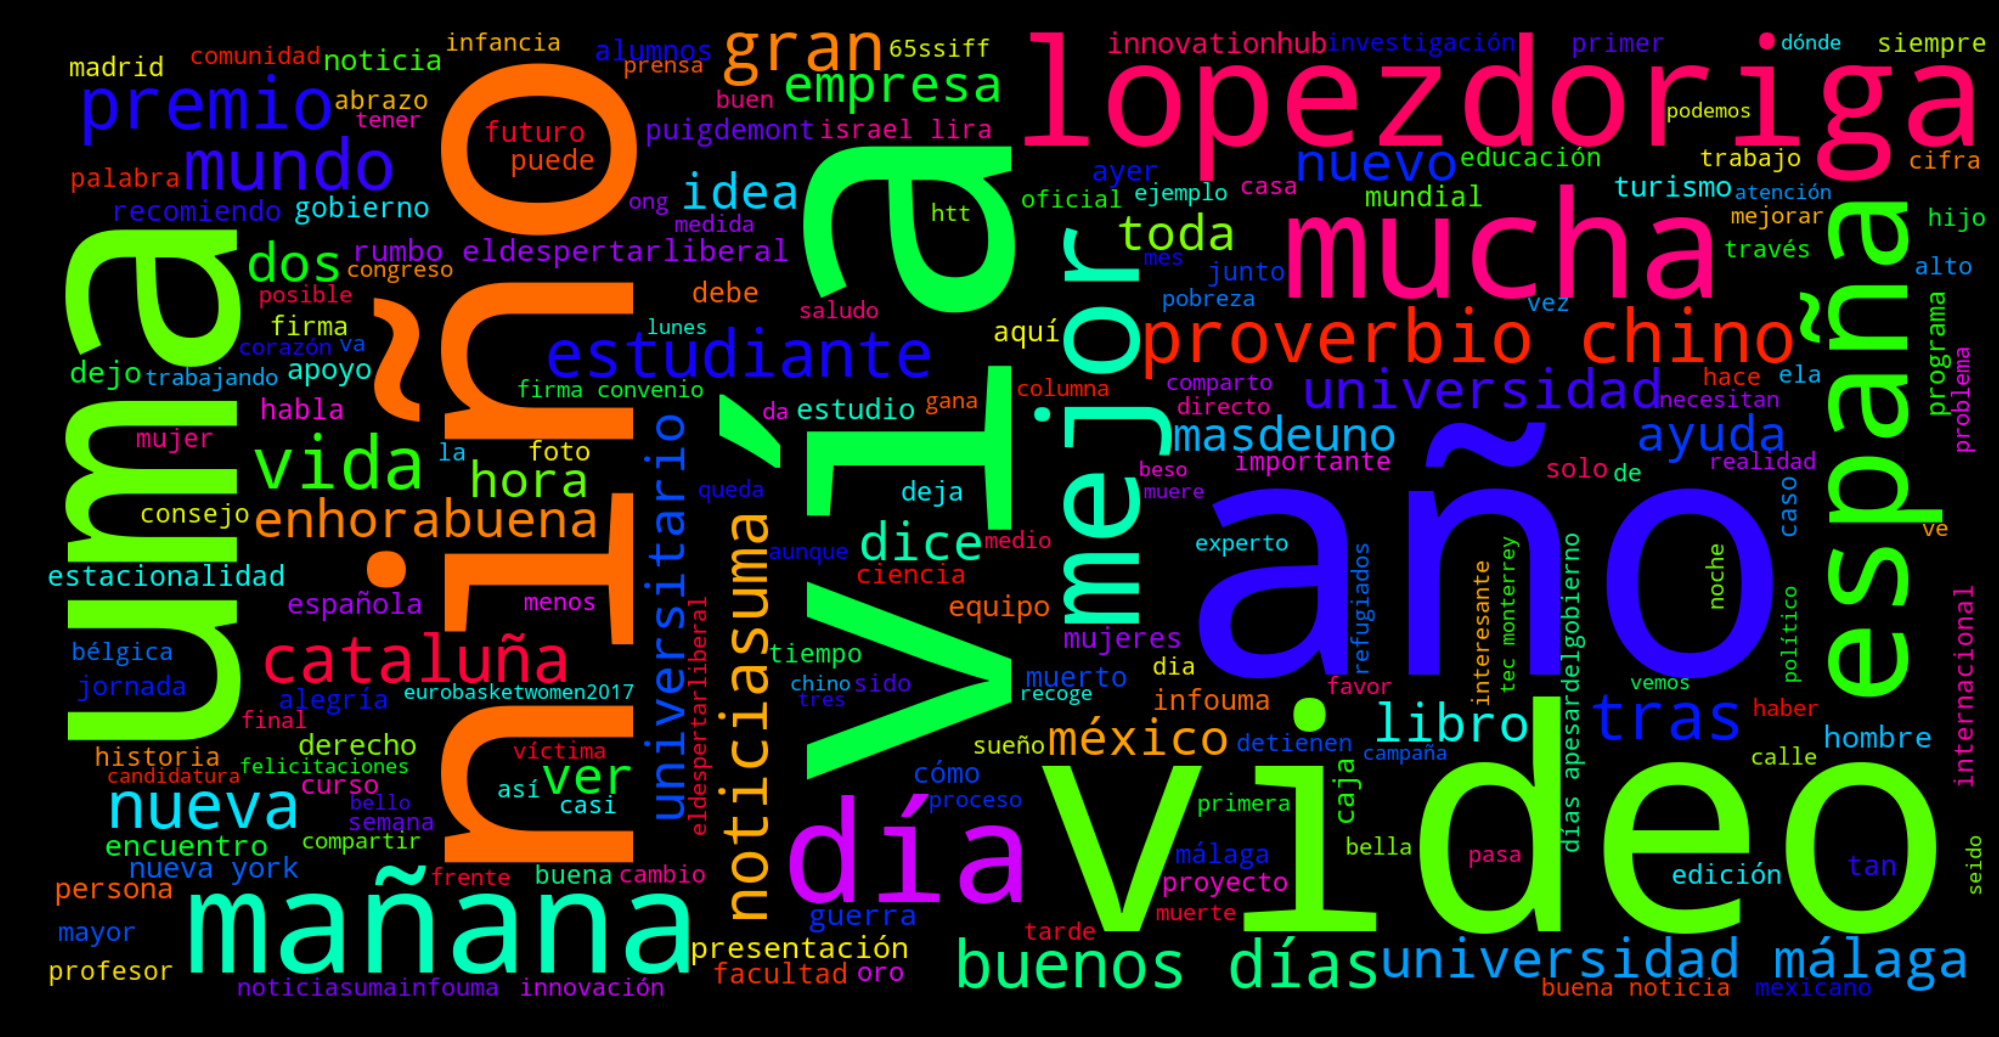 madrid
comunidad
noticia
infancia
alumnos
prensa
gran
65ssiff
empresa
lopezdoriga
innovationhub
investigación
primer
dónde
siempre
premio
abrazo
tener
futuro
puede
buen
puigdemont
israel lira
podemos
mundo
palabra
recomiendo
gobierno
niño
ong
idea
medida
htt
vía
ayer
nuevo
educación
trabajo
cifra
oficial
ejemplo
casa
mundial
turismo
atención
mejorar
hijo
uma
dos
rumbo eldespertarliberal
congreso
posible
debe
saludo
mejor
toda
mes
junto
mucha
través
alto
españa
firma
corazón
va
lunes
aquí
pobreza
vez
programa
problema
dejo
trabajando
apoyo
estudiante
proverbio chino
firma convenio
columna
comparto
directo
universidad
hace
ela
necesitan
habla
mujer
vida
la
foto
hora
universitario
da
estudio
gana
masdeuno
ayuda
importante
beso
muere
solo
de
realidad
caso
consejo
enhorabuena
queda
deja
aunque
dice
medio
experto
año
ve
estacionalidad
española
menos
noticiasuma
ciencia
equipo
refugiados
interesante
tec monterrey
días apesardelgobierno
noche
político
internacional
bélgica
jornada
cataluña
alegría
eurobasketwomen2017
eldespertarliberal
tiempo
chino
sido
tres
mujeres
muerto
recoge
dia
infouma
favor
vemos
haber
final
historia
candidatura
derecho
felicitaciones
víctima
ver
sueño
méxico
detienen
campaña
libro
tras
hombre
calle
nueva
curso
bello
semana
así
casi
cómo
proceso
día
video
primera
caja
encuentro
compartir
nueva york
persona
mañana
frente
buena
cambio
guerra
málaga
proyecto
bella
pasa
edición
tan
seido
mayor
profesor
presentación
muerte
tarde
facultad
oro
buenos días
universidad málaga
noticiasumainfouma
innovación
buena noticia
mexicano